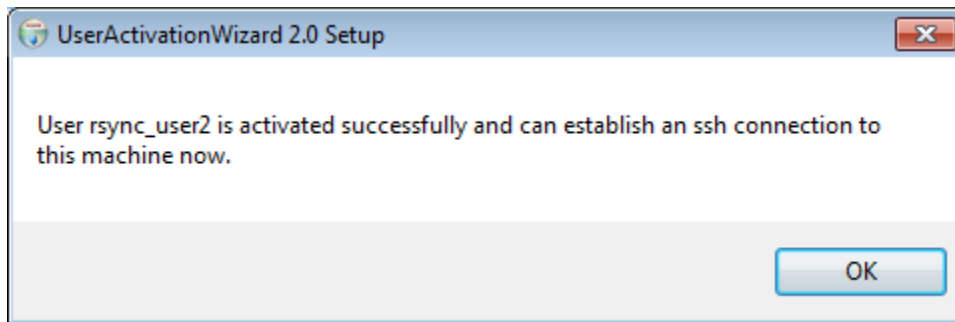 UserActivationWizard 2.0 Setup
User rsync_user2 is activated successfully and can establish an ssh connection to
this machine now.
OK